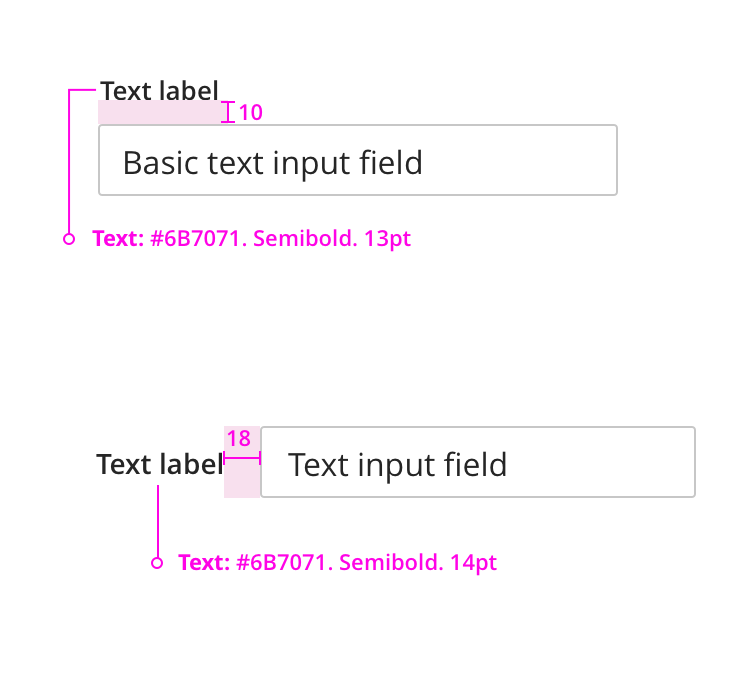 Text label
10
Basic text input field
Text: #6B7071. Semibold. 13pt
18
Text label
Text input field
Text: #6B7071. Semibold. 14pt